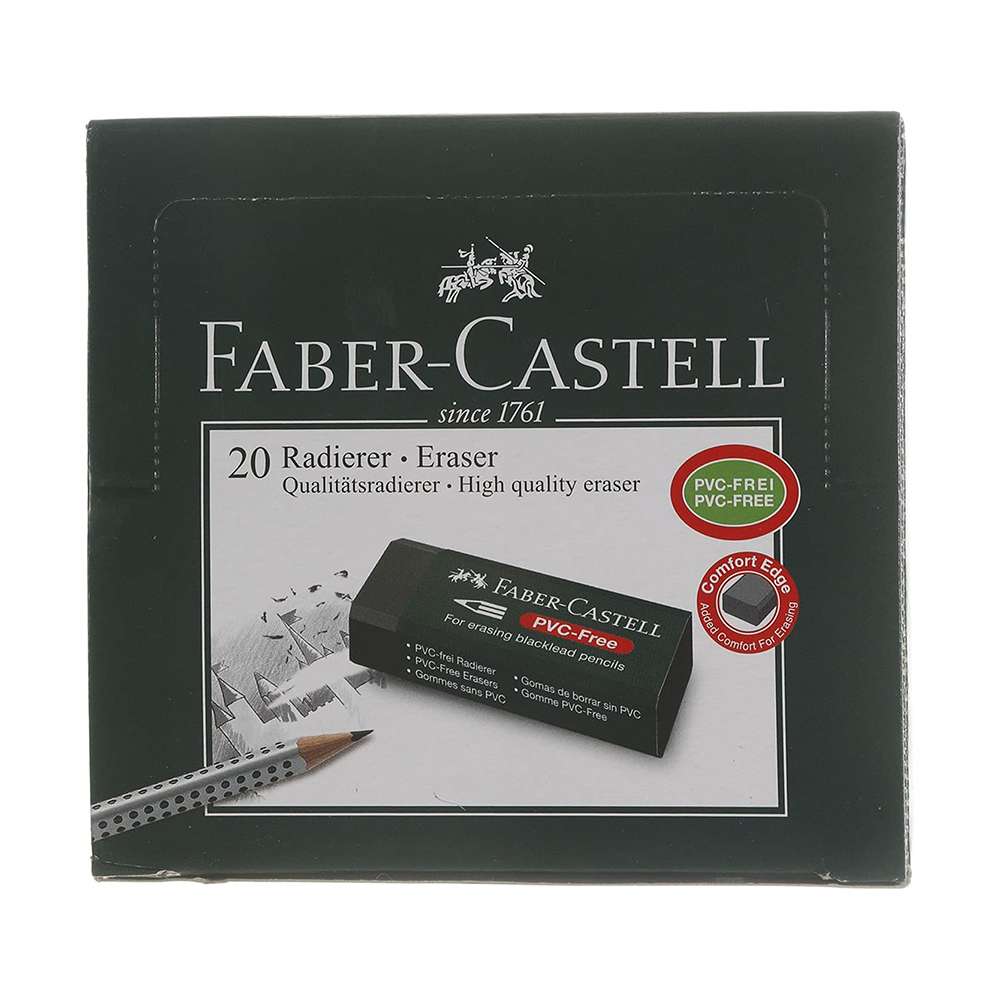 FABER-CASTELL
since 1761
20 Radierer · Eraser
Qualitätsradierer · High quality eraser
PVC-FREI
PVC-FREE
Comfort Edge
Added Comfort For Erasing
FABER-CASTELL
PVC-Free
For erasing blacklead pencils
• PVC-frei Radierer
• PVC-Free Erasers
• Gommes sans PVC
• Gomas de borrar sin PVC
• Gomme PVC-Free